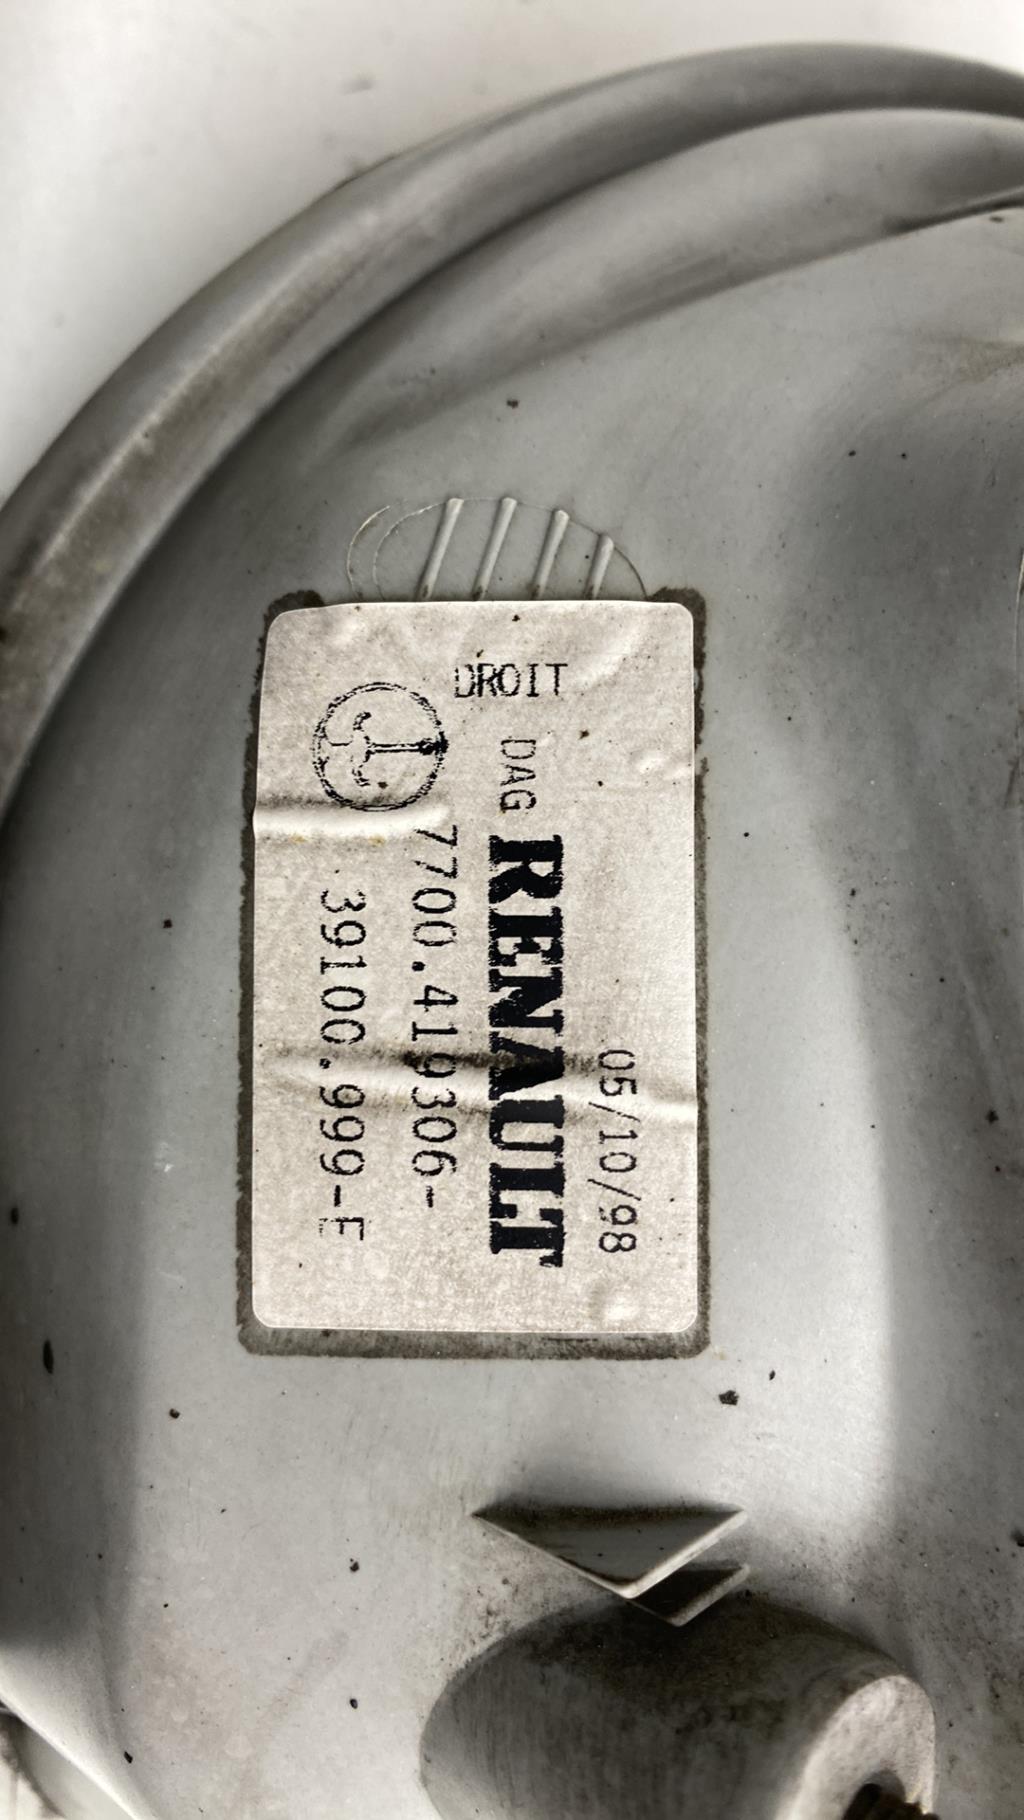 DROIT
05/10/98
DAG RENAULT
7700.419306-
39100.999-F